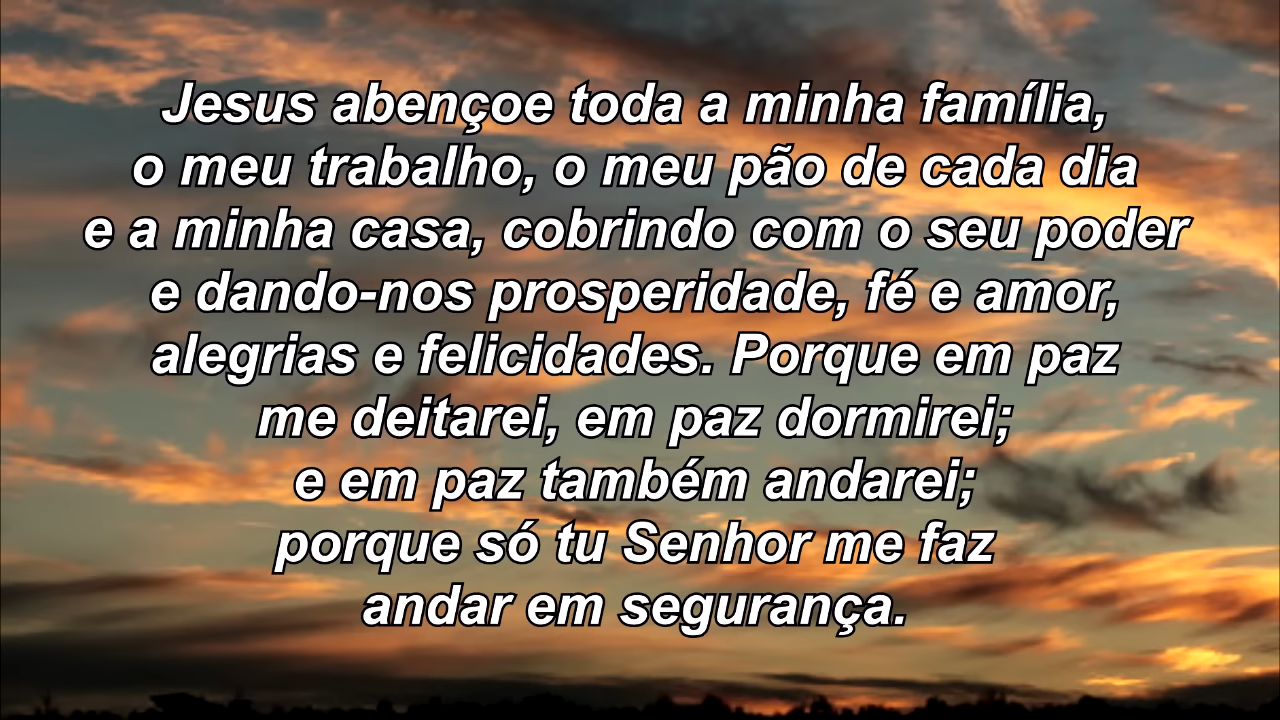 Jesus abençoe toda a minha família,
o meu trabalho, o meu pão de cada dia
e a minha casa, cobrindo com o seu poder
e dando-nos prosperidade, fé e amor,
alegrias e felicidades. Porque em paz
me deitarei, em paz dormirei;
e em paz também andarei;
porque só tu Senhor me faz
andar em segurança.